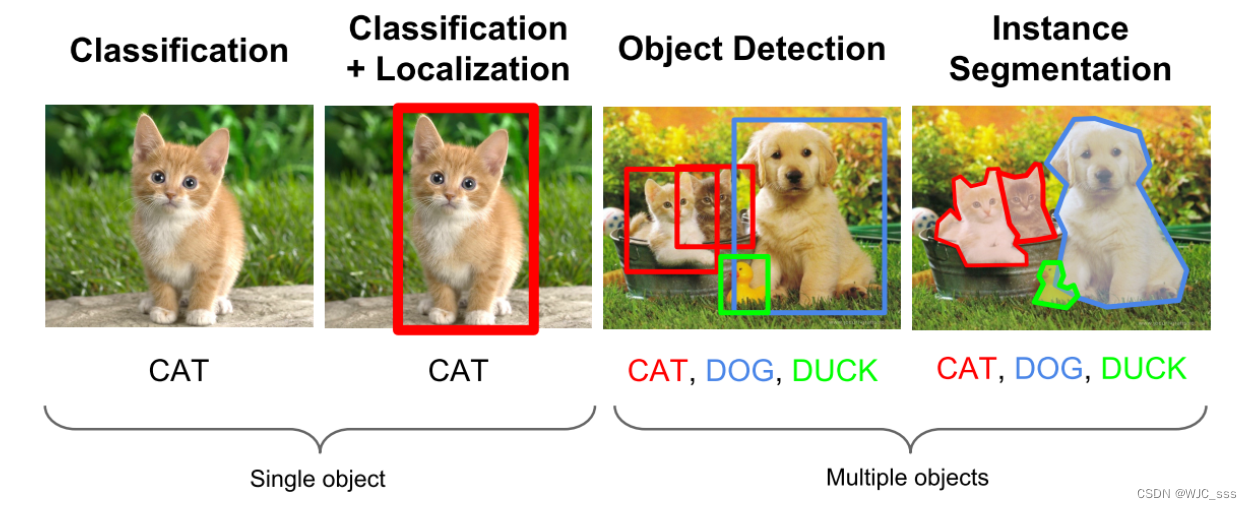 Classification
Classification
+ Localization
Object Detection
Instance
Segmentation
CAT
CAT
CAT, DOG, DUCK
CAT, DOG, DUCK
Single object
Multiple objects
CSDN @WJC_sss